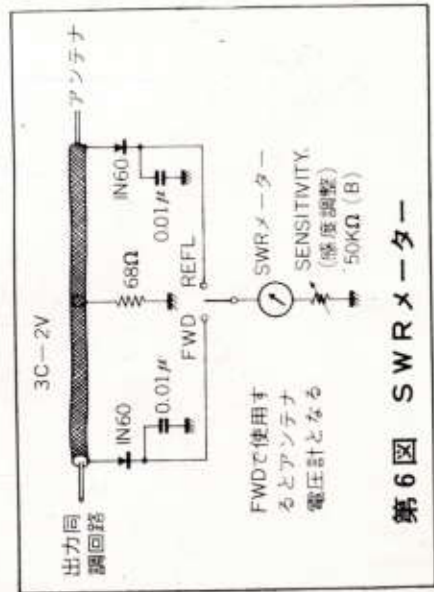 3C−2V
出力同
調回路
アンテナ
IN60
IN60
0.01μ
68Ω
0.01μ
FWD
REFL
SWRメーター
SENSITIVITY.
(感度調整)
50KΩ (B)
FWDで使用す
るとアンテナ
電圧計となる
第6図 SWRメーター